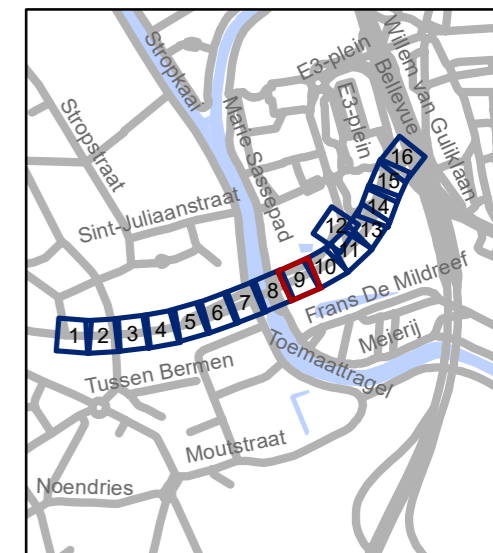 E3-plein
Willem van Guliklaan
Bellevue
Stropkaai
Marie Sassepad
E3-plein
Stropstraat
Sint-Juliaanstraat
16
15
14
13
12
11
10
9
8
7
6
5
4
3
2
1
Frans De Mildreef
Meierij
Toemaattragel
Tussen Bermen
Moutstraat
Noendries